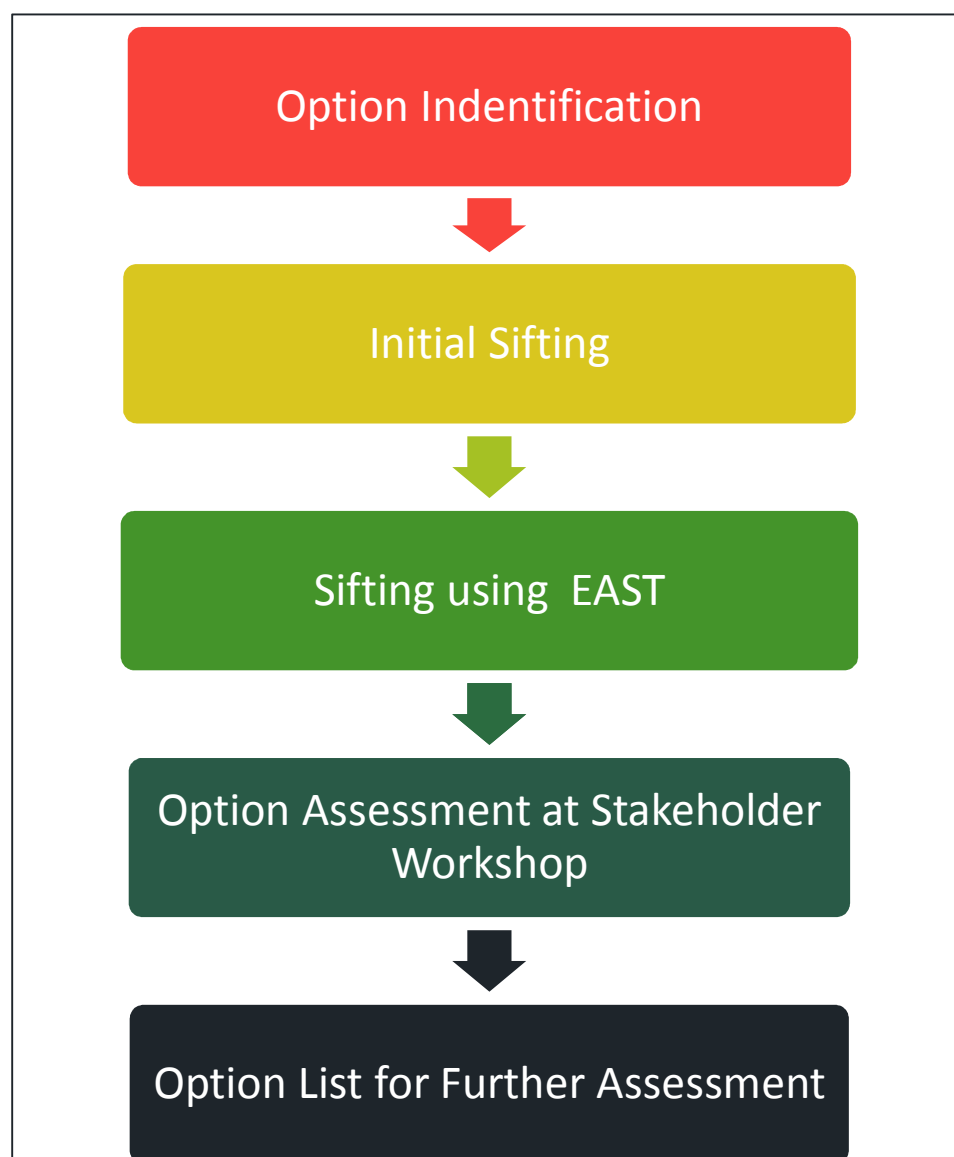 Option Indentification
Initial Sifting
Sifting using  EAST
Option Assessment at Stakeholder
Workshop
Option List for Further Assessment